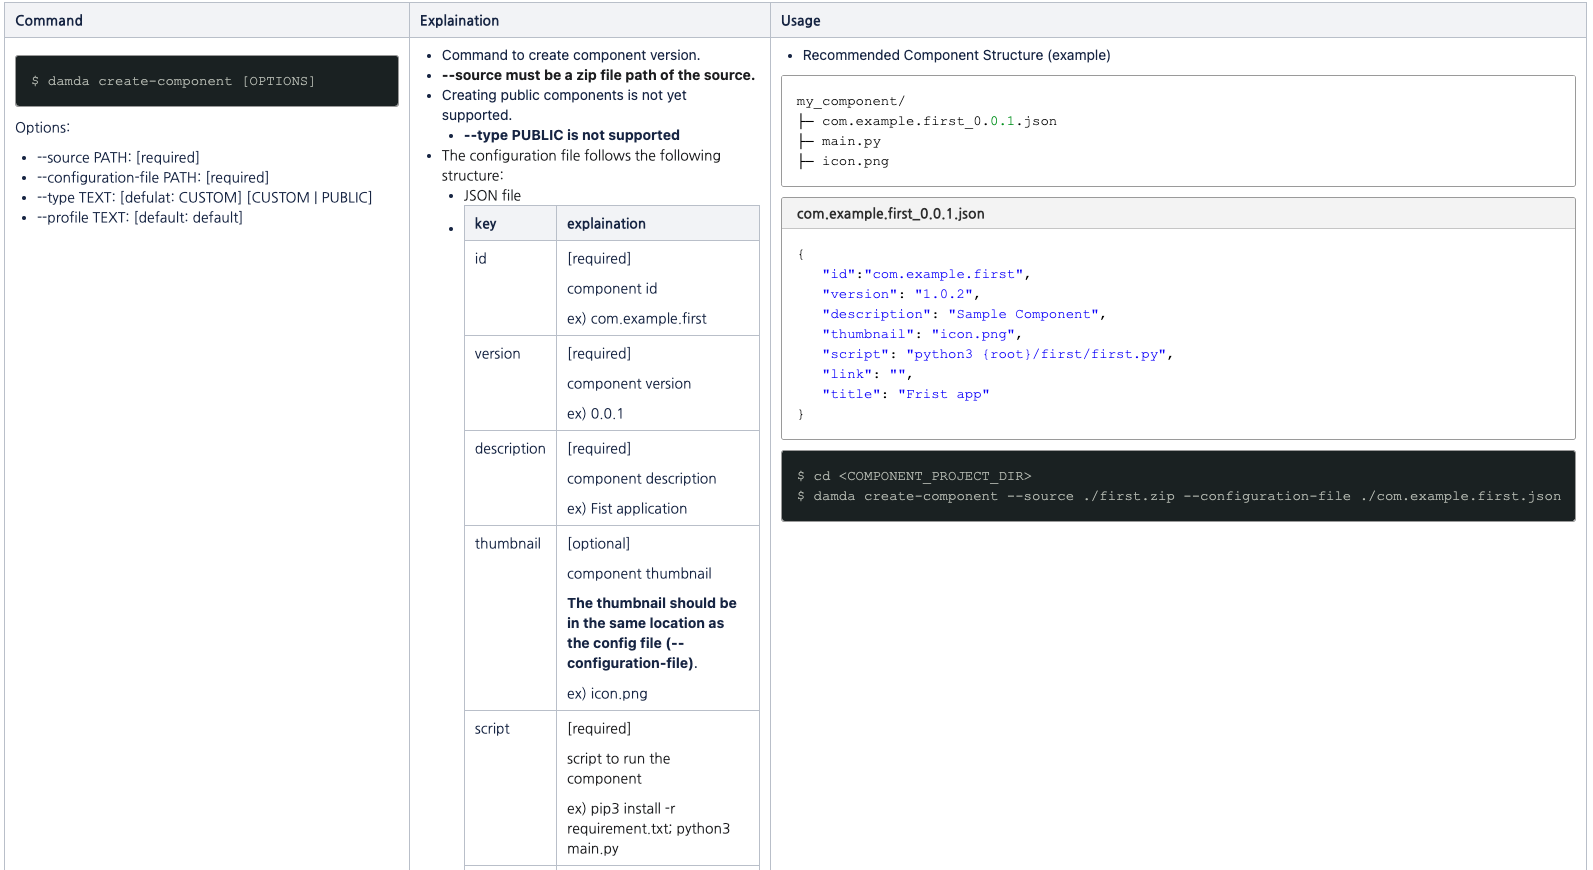 Command
Explaination
Usage
$ damda create-component [OPTIONS]
Options:
--source PATH: [required]
--configuration-file PATH: [required]
--type TEXT: [defulat: CUSTOM] [CUSTOM | PUBLIC]
--profile TEXT: [default: default]
Command to create component version.
--source must be a zip file path of the source.
Creating public components is not yet
supported.
--type PUBLIC is not supported
The configuration file follows the following
structure:
JSON file
key
explaination
id
[required]
component id
ex) com.example.first
version
[required]
component version
ex) 0.0.1
description
[required]
component description
ex) Fist application
thumbnail
[optional]
component thumbnail
The thumbnail should be
in the same location as
the config file (--
configuration-file).
ex) icon.png
script
[required]
script to run the
component
ex) pip3 install -r
requirement.txt; python3
main.py
Recommended Component Structure (example)
my_component/
├─ com.example.first_0.0.1.json
├─ main.py
├─ icon.png
com.example.first_0.0.1.json
{
"id":"com.example.first",
"version": "1.0.2",
"description": "Sample Component",
"thumbnail": "icon.png",
"script": "python3 {root}/first/first.py",
"link": "",
"title": "Frist app"
}
$ cd <COMPONENT_PROJECT_DIR>
$ damda create-component --source ./first.zip --configuration-file ./com.example.first.json